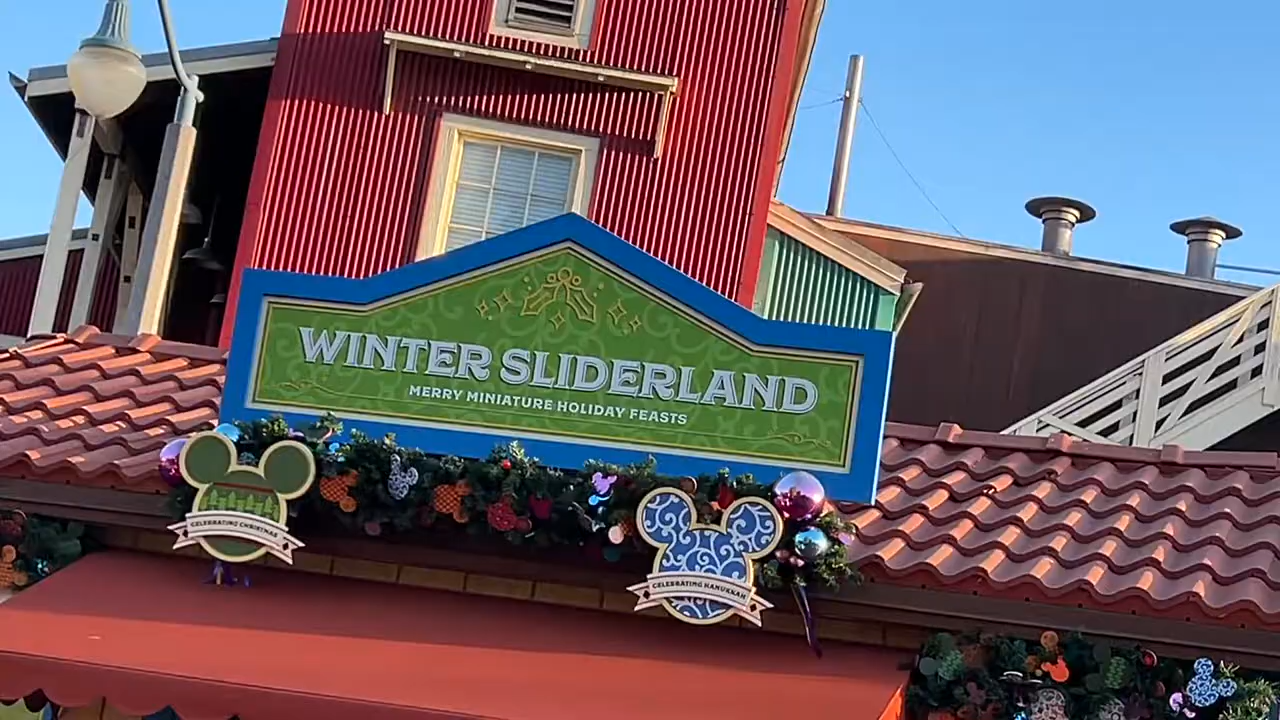 WINTER SLIDERLAND
MERRY MINIATURE HOLIDAY FEASTS
CELEBRATING CHRISTMAS
CELEBRATING HANUKKAH